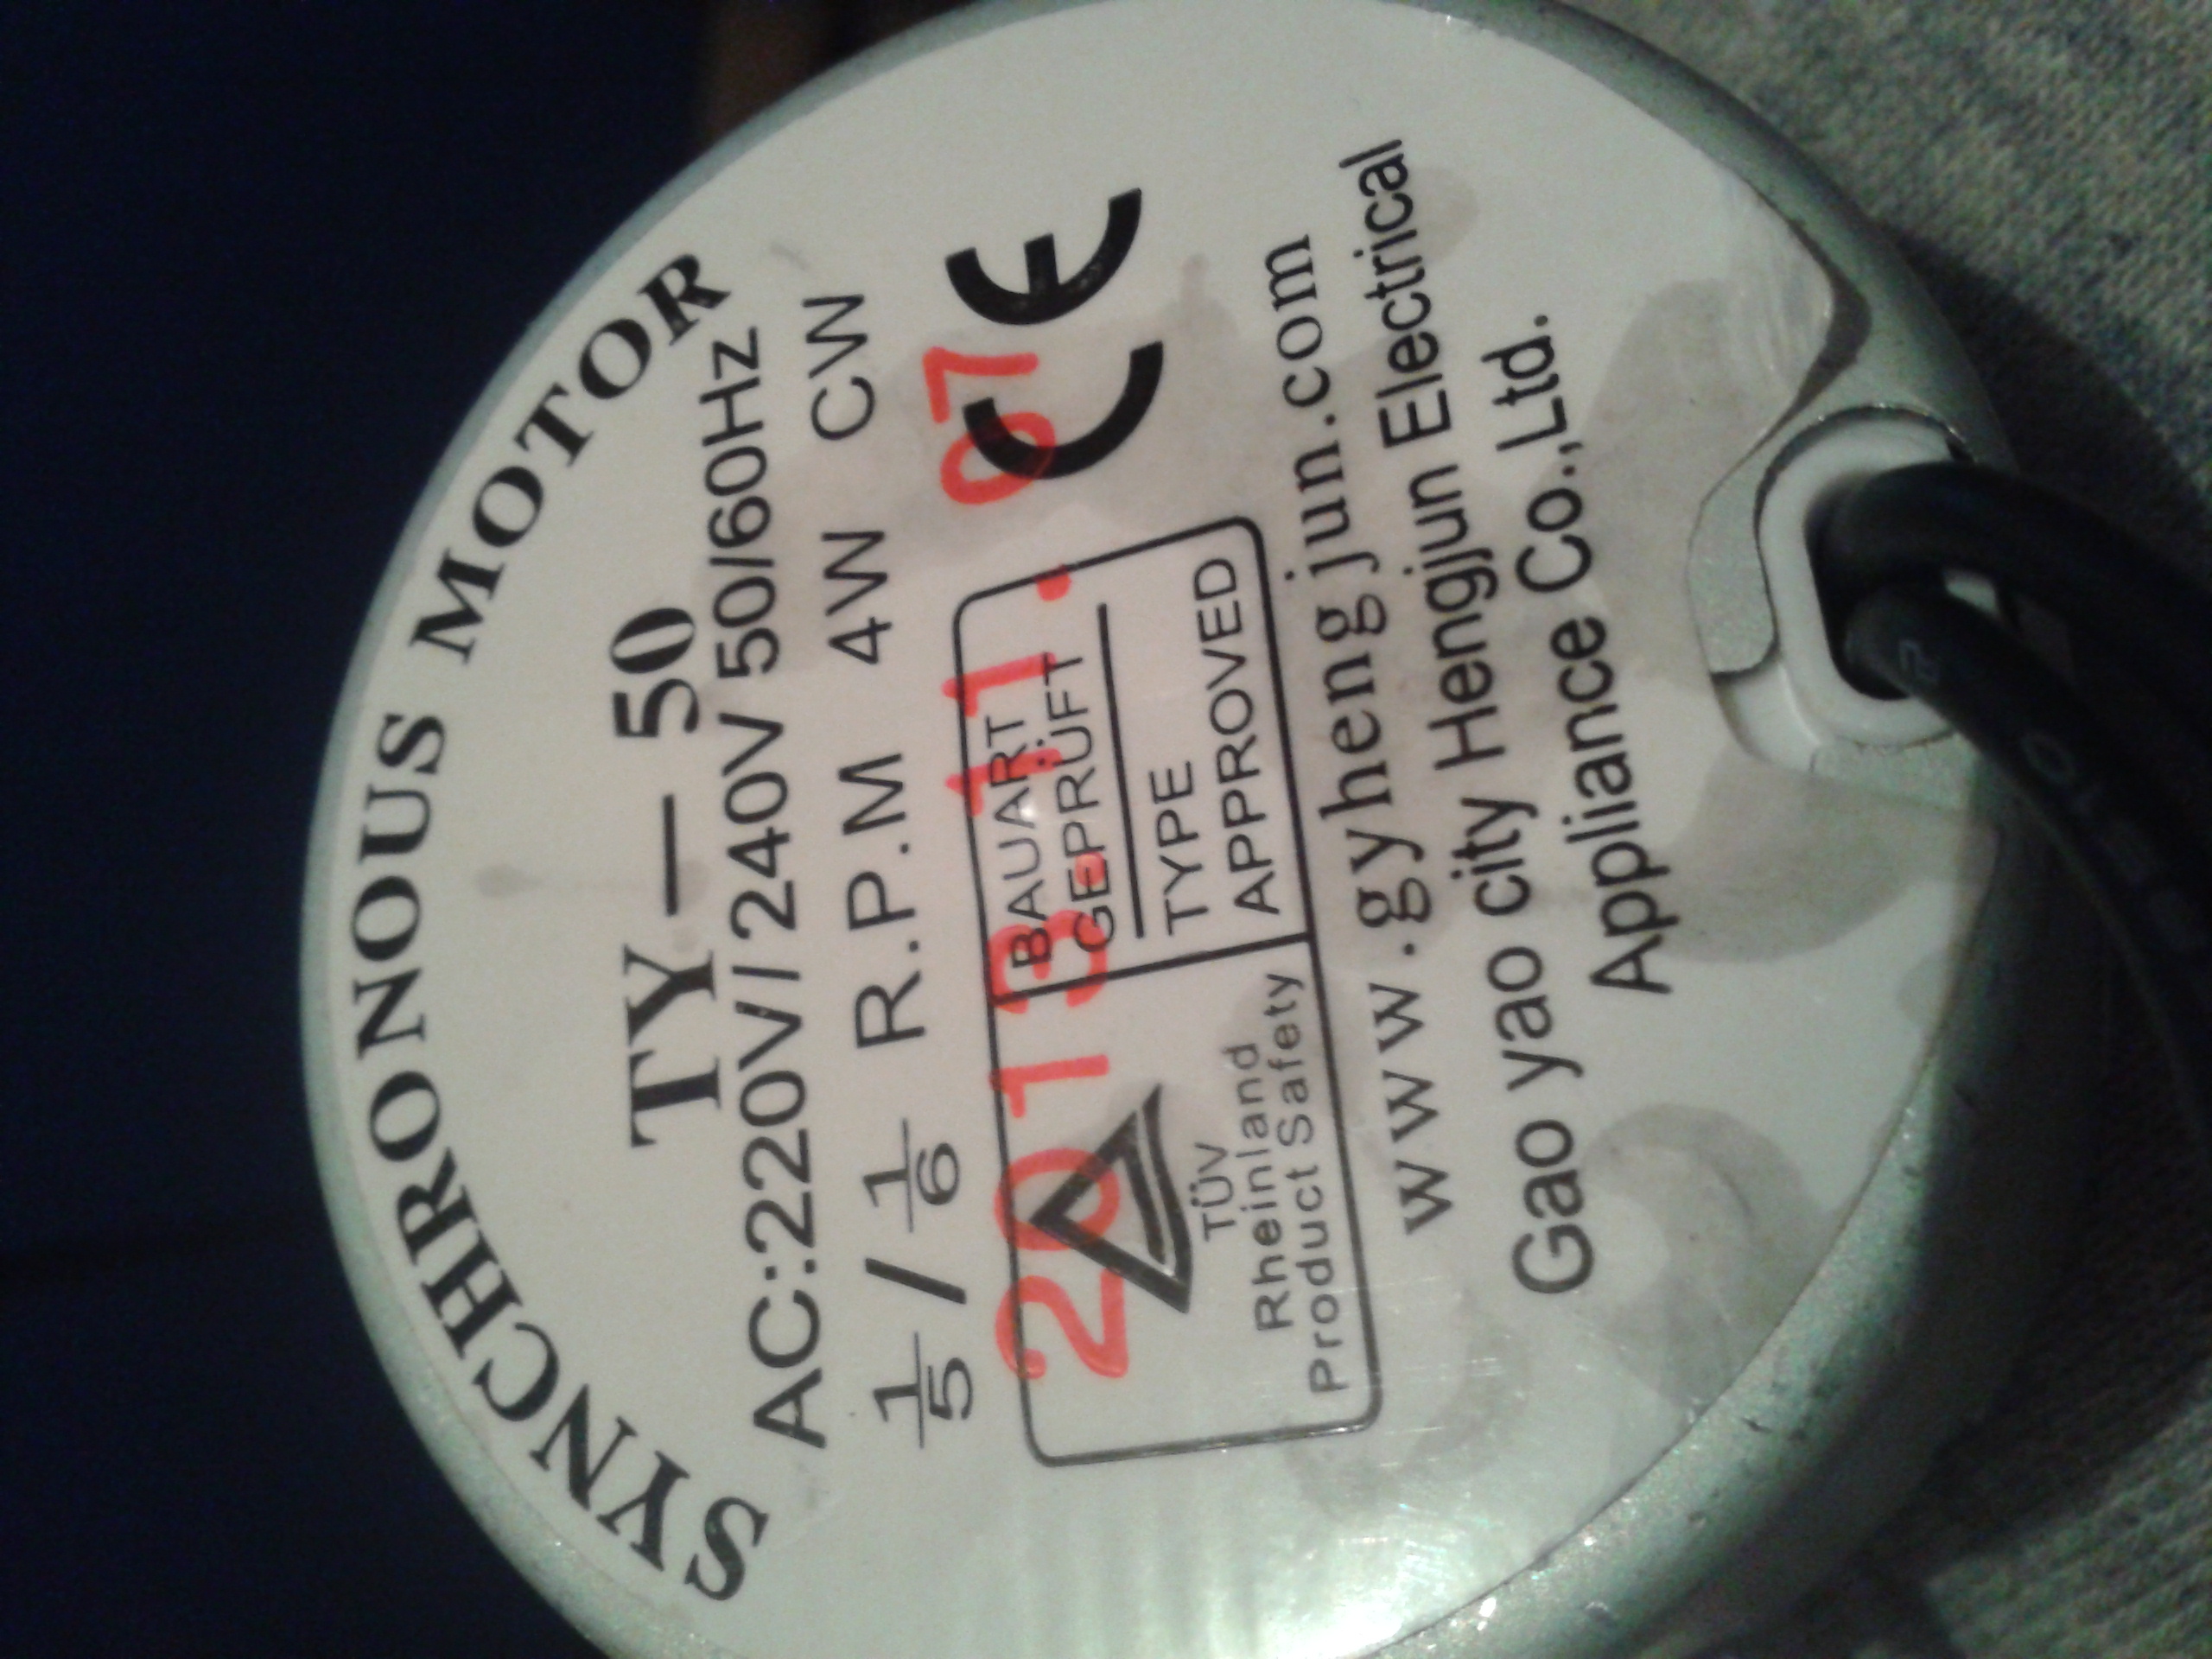 SYNCHRONOUS MOTOR
TY-50
AC:220V/240V 50/60Hz
1/5 / 1/6 R.P.M 4W CW
2013.11.07
TÜV
Rheinland
Product Safety
BAUART
GEPRÜFT
TYPE
APPROVED
CE
www.gyhengjun.com
Gao yao city Hengjun Electrical
Appliance Co.,Ltd.